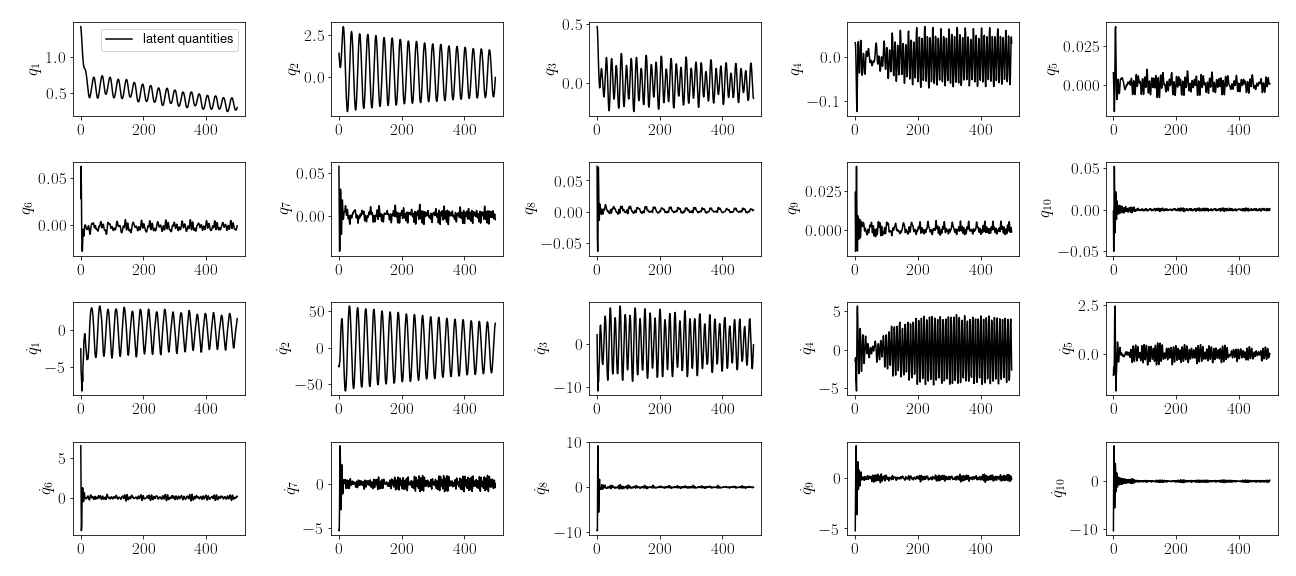 latent quantities
q1 1.0 0.5 0 200 400
q2 2.5 0.0 0 200 400
q3 0.5 0.0 0 200 400
q4 0.0 −0.1 0 200 400
q5 0.025 0.000 0 200 400
q6 0.05 0.00 0 200 400
q7 0.05 0.00 0 200 400
q8 0.05 0.00 −0.05 0 200 400
q9 0.025 0.000 0 200 400
q10 0.05 0.00 −0.05 0 200 400
q̇1 0 −5 0 200 400
q̇2 50 0 −50 0 200 400
q̇3 0 −10 0 200 400
q̇4 5 0 −5 0 200 400
q̇5 2.5 0.0 0 200 400
q̇6 5 0 0 200 400
q̇7 0 −5 0 200 400
q̇8 10 0 −10 0 200 400
q̇9 0 −5 0 200 400
q̇10 0 −10 0 200 400